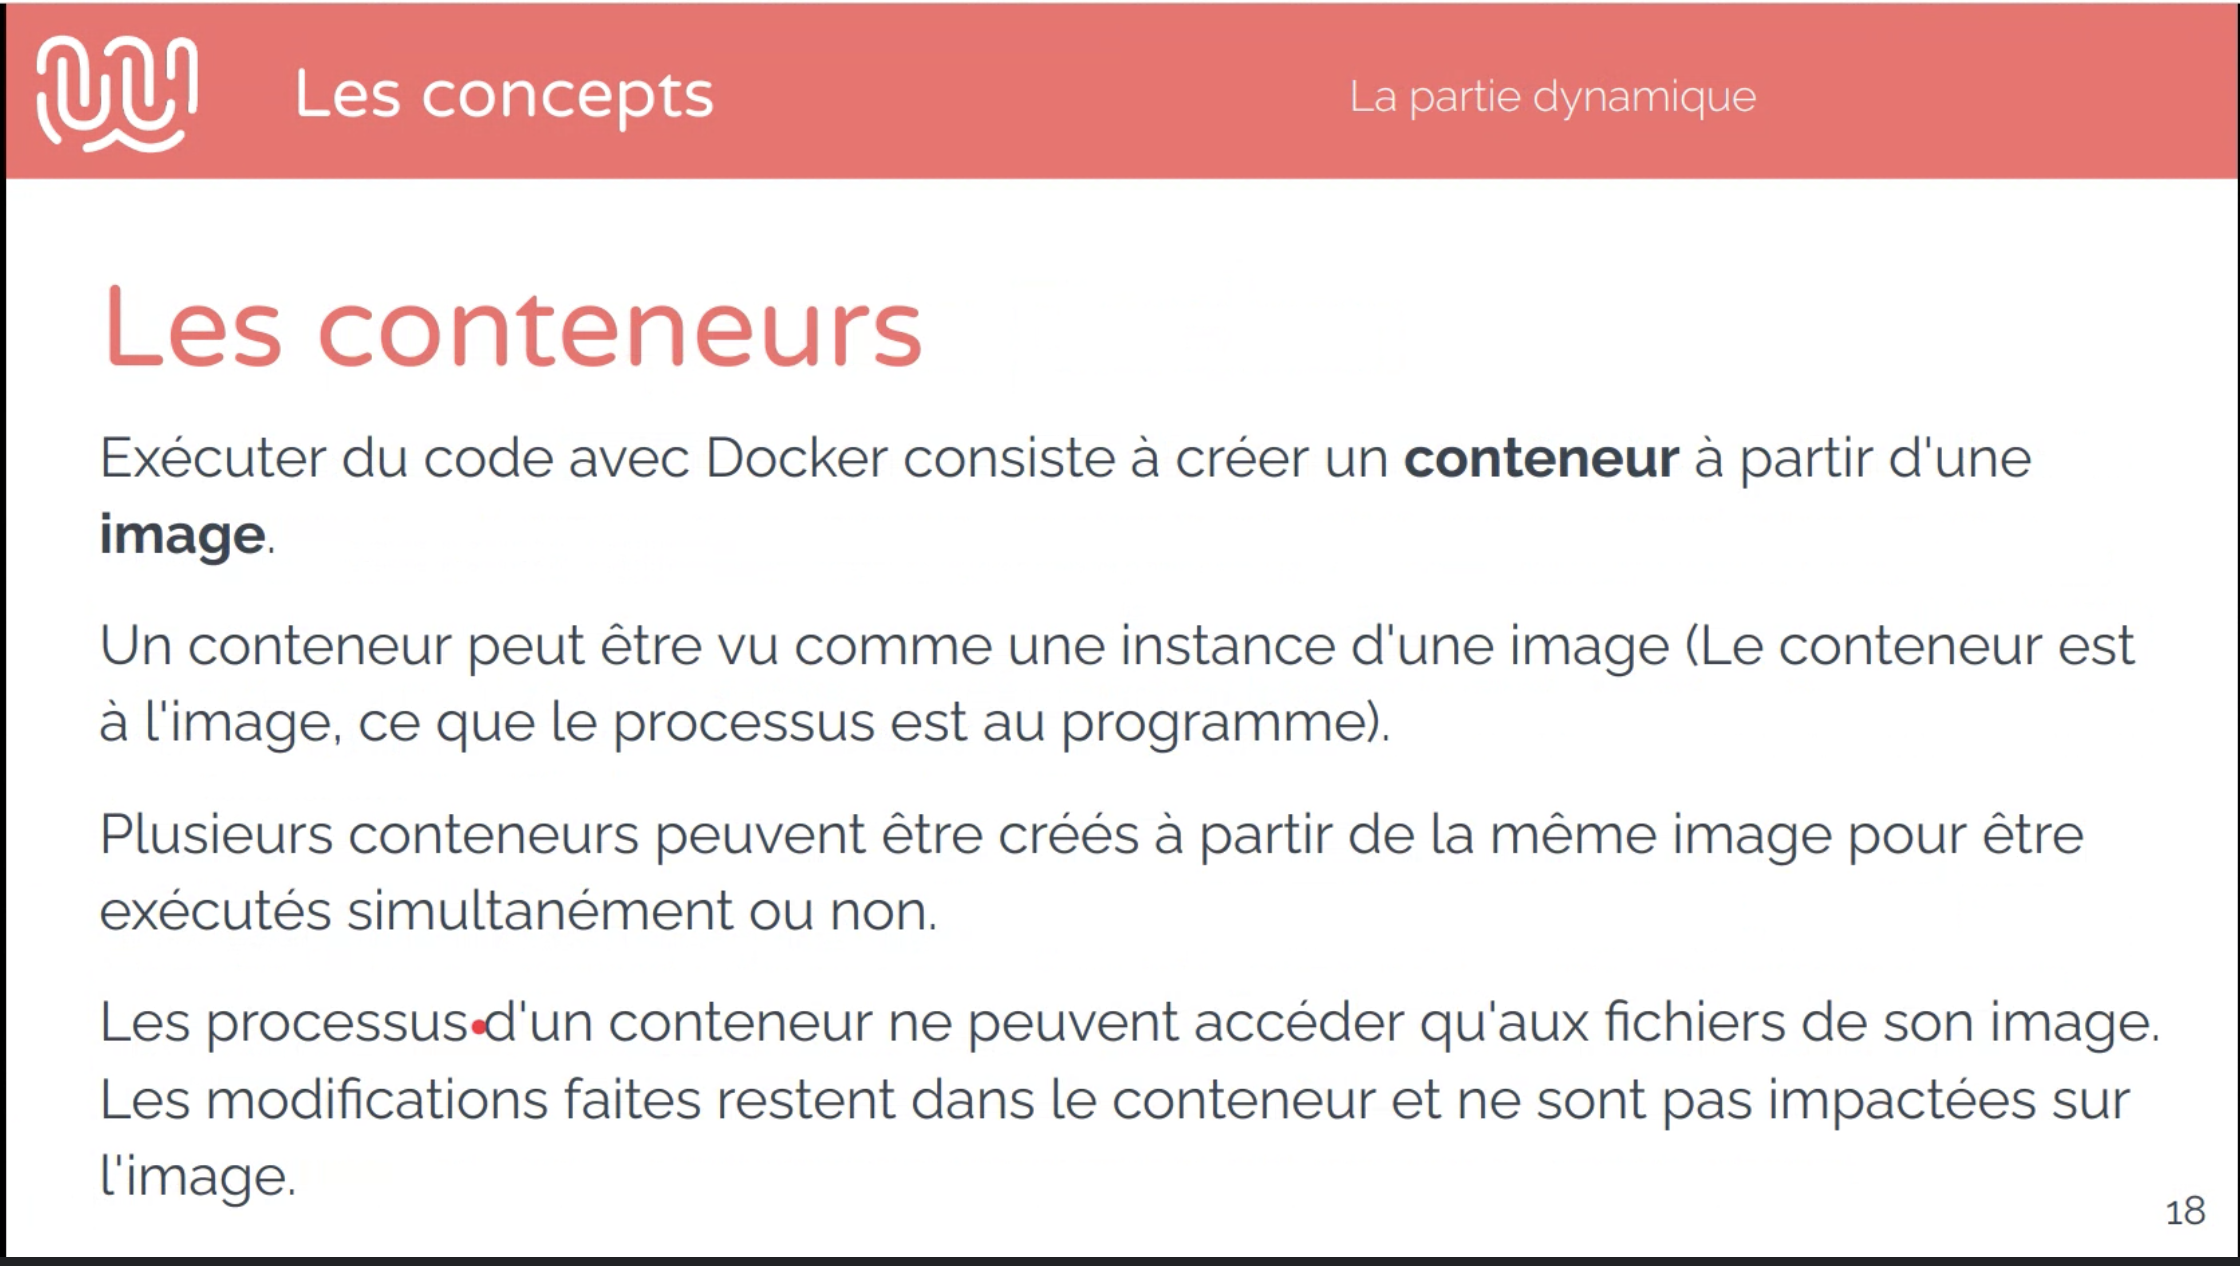 Les concepts
La partie dynamique
Les conteneurs
Exécuter du code avec Docker consiste à créer un conteneur à partir d'une
image.
Un conteneur peut être vu comme une instance d'une image (Le conteneur est
à l'image, ce que le processus est au programme).
Plusieurs conteneurs peuvent être créés à partir de la même image pour être
exécutés simultanément ou non.
Les processus d'un conteneur ne peuvent accéder qu'aux fichiers de son image.
Les modifications faites restent dans le conteneur et ne sont pas impactées sur
l'image.
18